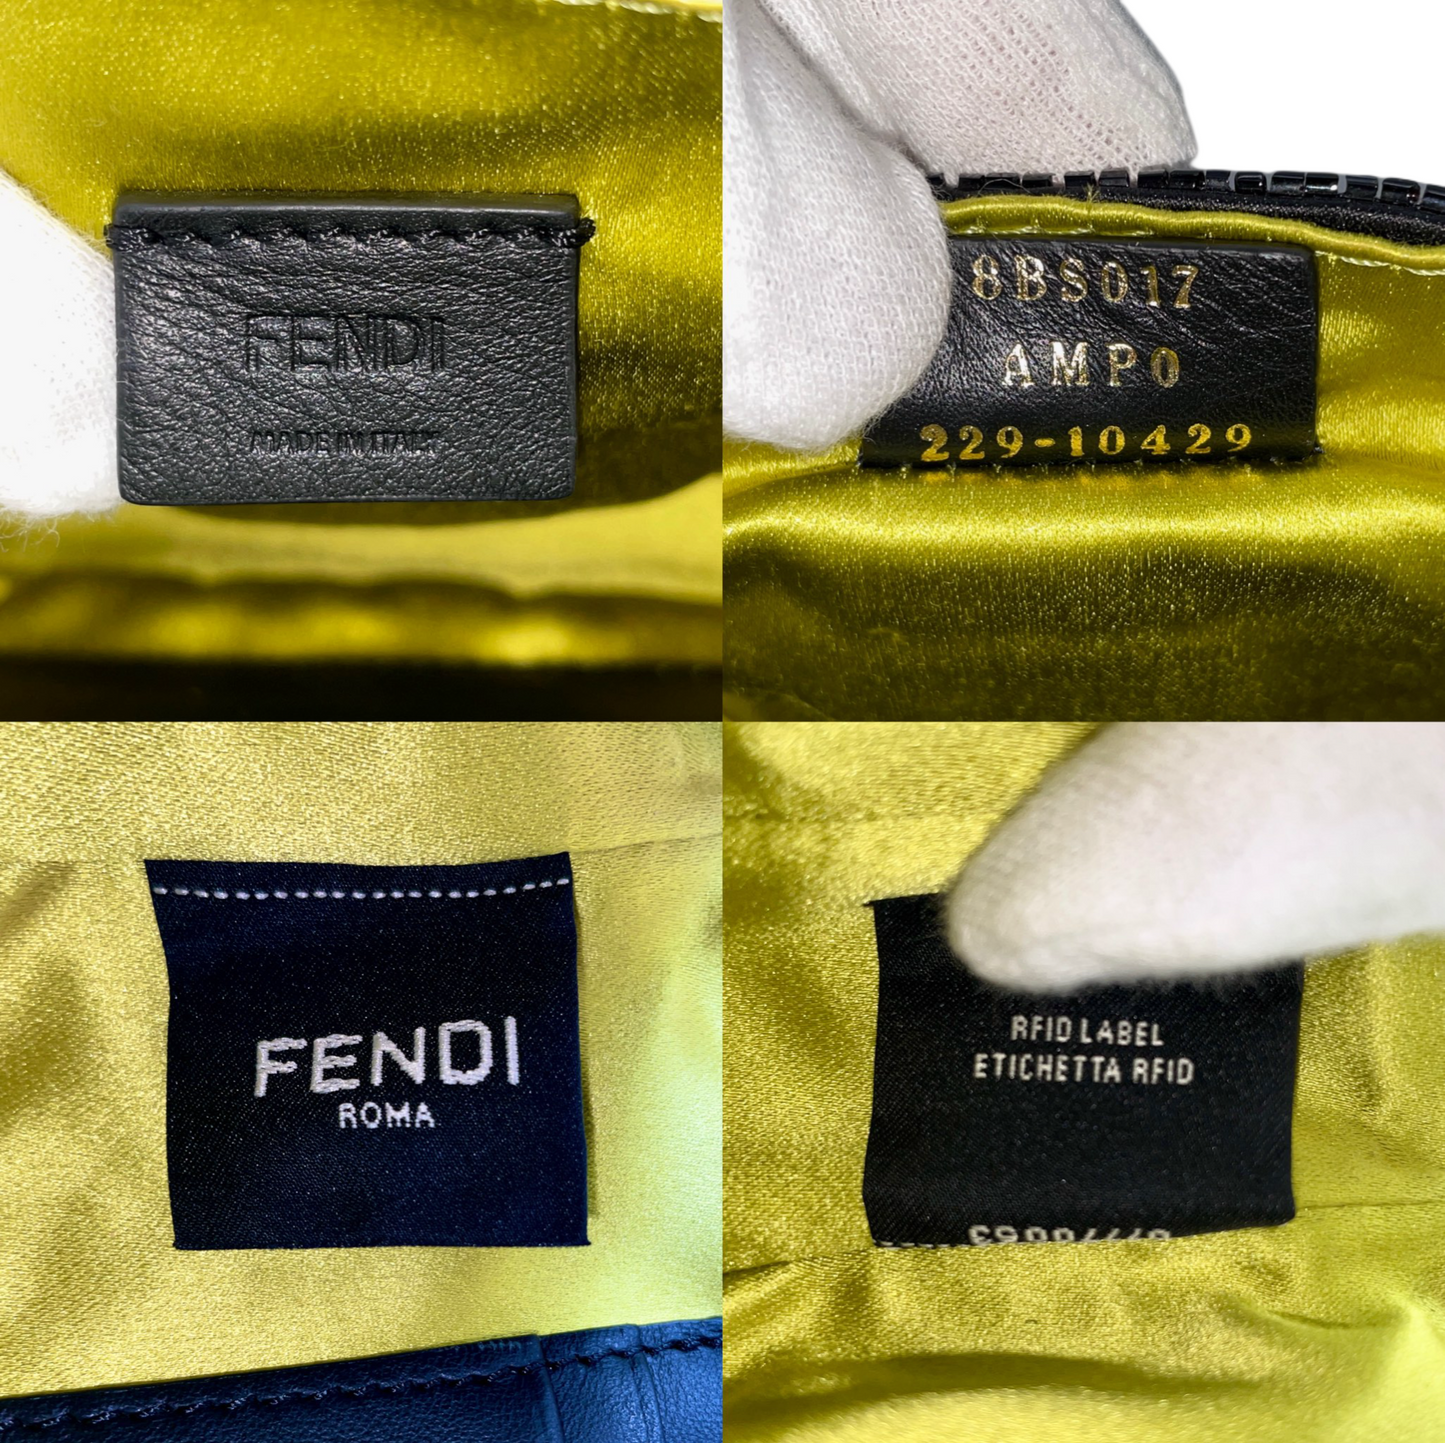 FENDI
MADE IN ITALY
8BS017
AMP0
229-10429
FENDI
ROMA
RFID LABEL
ETICHETTA RFID